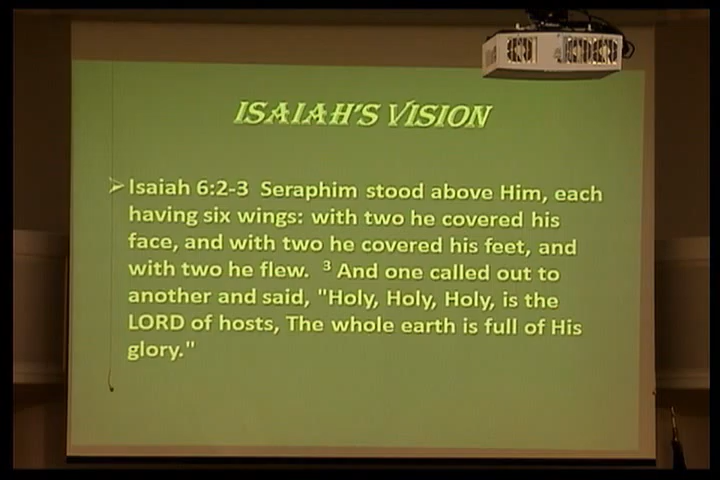 ISAIAH'S VISION
Isaiah 6:2-3 Seraphim stood above Him, each
having six wings: with two he covered his
face, and with two he covered his feet, and
with two he flew. ³ And one called out to
another and said, "Holy, Holy, Holy, is the
LORD of hosts, The whole earth is full of His
glory."